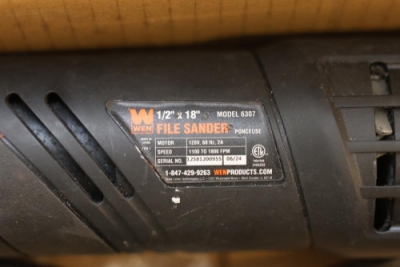 WEN
1/2" x 18" MODEL 6307
FILE SANDER PONCEUSE
MOTOR 120V, 60 Hz, 2A
SPEED 1100 TO 1800 FPM
SERIAL NO. 06/24
1-847-429-9263 WENPRODUCTS.COM